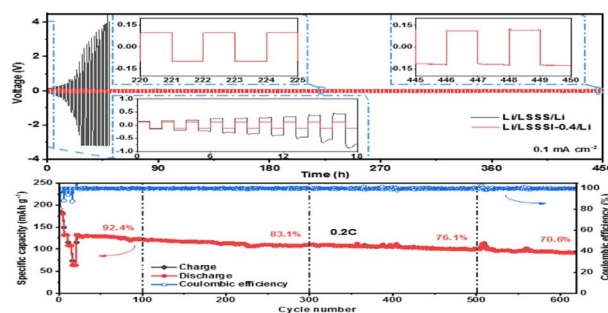 4
2
0
-2
-4
Voltage (V)
0.15
0.00
220 221 222 223 224 225
0.15
0.00
445 446 447 448 449 450
1.0
0.5
0.0
-0.5
-1.0
0 6 12 18
Li/LSSS/Li
Li/LSSSI-0.4/Li
0.1 mA cm⁻²
0 90 180 270 360 450
Time (h)
250
200
150
100
50
0
Specific capacity (mAh g⁻¹)
92.4%
83.1%
0.2C
76.1%
70.6%
Charge
Discharge
Coulombic efficiency
100
80
60
40
20
0
Coulombic efficiency (%)
0 100 200 300 400 500 600
Cycle number